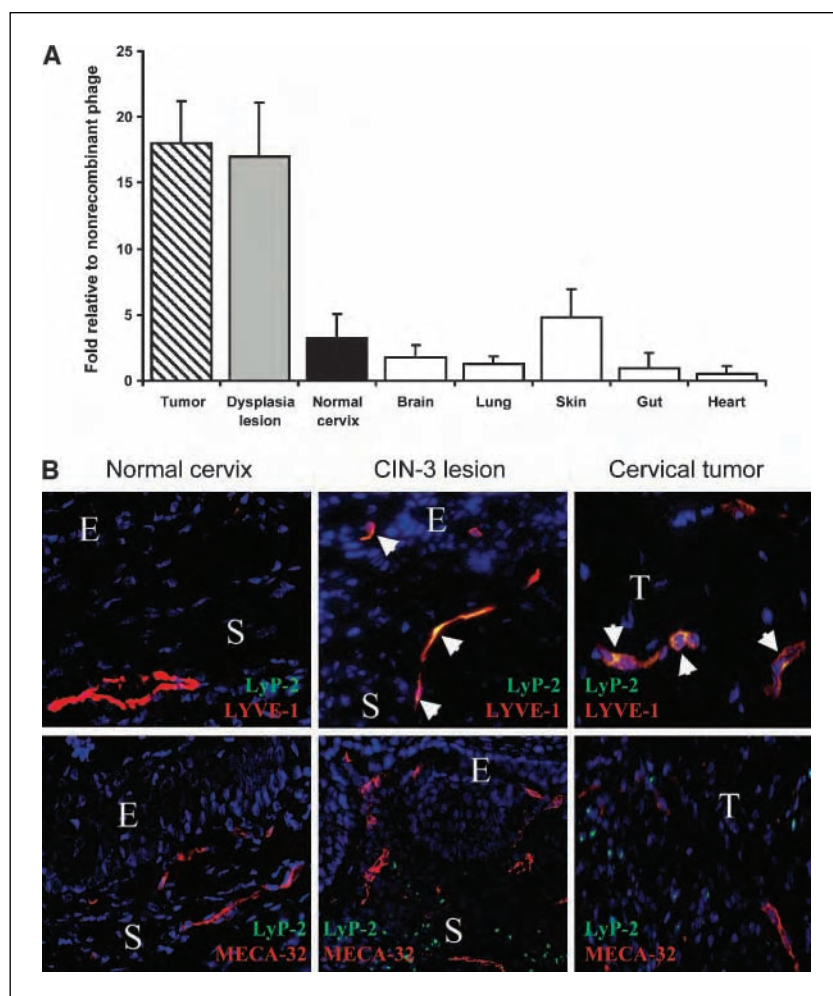 A
Fold relative to nonrecombinant phage
25
20
15
10
5
0
Tumor
Dysplasia
lesion
Normal
cervix
Brain
Lung
Skin
Gut
Heart
B
Normal cervix
CIN-3 lesion
Cervical tumor
E
S
LyP-2
LYVE-1
E
S
LyP-2
LYVE-1
T
LyP-2
LYVE-1
E
S
LyP-2
MECA-32
E
LyP-2
S
MECA-32
T
LyP-2
MECA-32